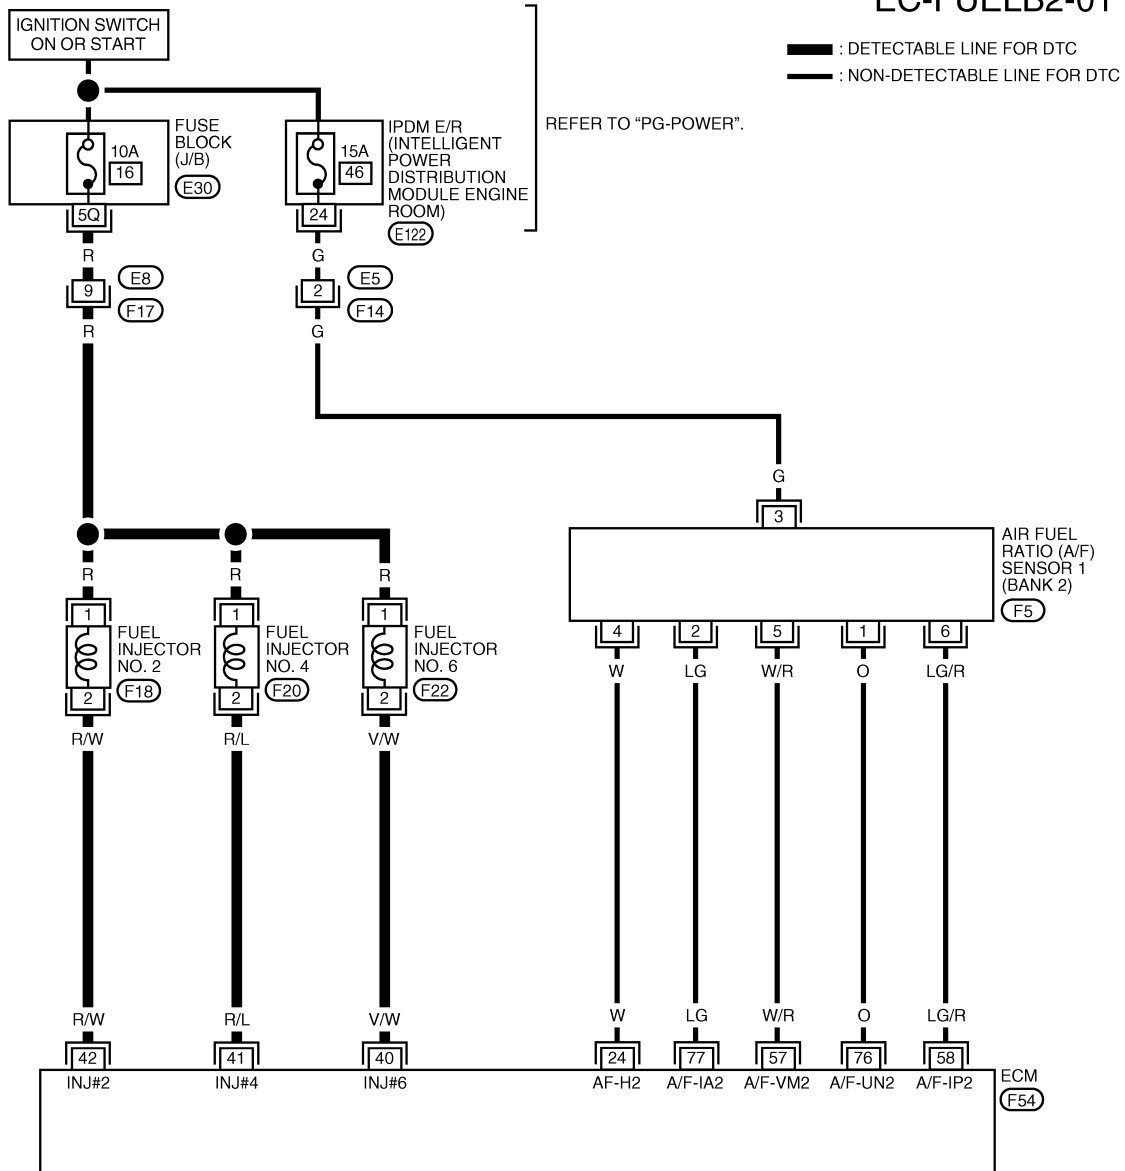 EC-FUELB2-01
IGNITION SWITCH
ON OR START
: DETECTABLE LINE FOR DTC
: NON-DETECTABLE LINE FOR DTC
REFER TO “PG-POWER”.
10A
16
FUSE
BLOCK
(J/B)
E30
15A
46
IPDM E/R
(INTELLIGENT
POWER
DISTRIBUTION
MODULE ENGINE
ROOM)
E122
5Q
24
R
G
9
E8
F17
2
E5
F14
R
G
G
3
AIR FUEL
RATIO (A/F)
SENSOR 1
(BANK 2)
F5
R
R
R
1
1
1
FUEL
INJECTOR
NO. 2
F18
FUEL
INJECTOR
NO. 4
F20
FUEL
INJECTOR
NO. 6
F22
2
2
2
4
2
5
1
6
W
LG
W/R
O
LG/R
R/W
R/L
V/W
R/W
R/L
V/W
W
LG
W/R
O
LG/R
42
41
40
24
77
57
76
58
INJ#2
INJ#4
INJ#6
AF-H2
A/F-IA2
A/F-VM2
A/F-UN2
A/F-IP2
ECM
F54